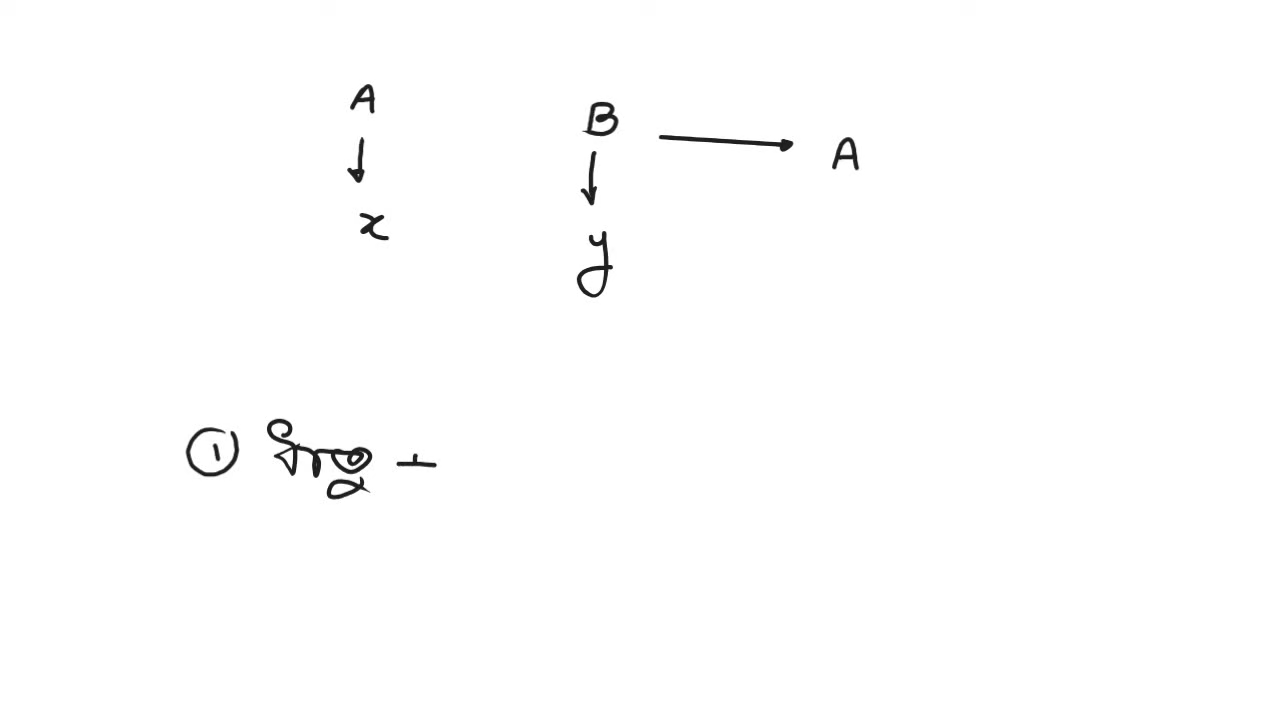 A B → A
↓ ↓
x y
①